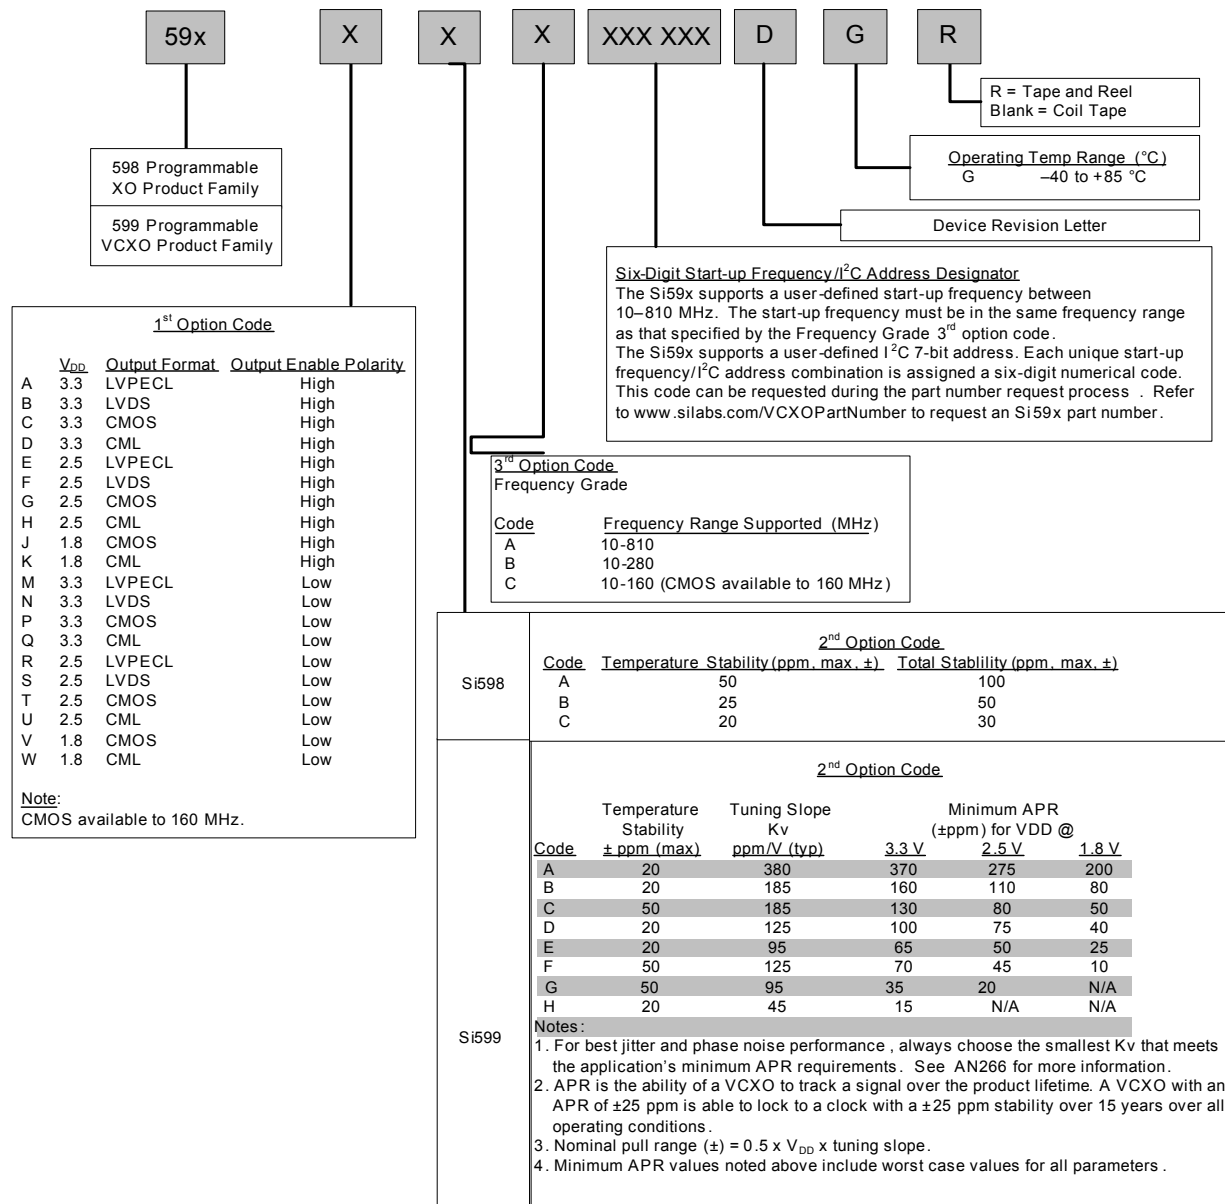 59x X X X XXX XXX D G R
R = Tape and Reel
Blank = Coil Tape
Operating Temp Range (°C)
G –40 to +85 °C
Device Revision Letter
598 Programmable
XO Product Family
599 Programmable
VCXO Product Family
Six-Digit Start-up Frequency/I²C Address Designator
The Si59x supports a user-defined start-up frequency between
10–810 MHz. The start-up frequency must be in the same frequency range
as that specified by the Frequency Grade 3rd option code.
The Si59x supports a user-defined I²C 7-bit address. Each unique start-up
frequency/I²C address combination is assigned a six-digit numerical code.
This code can be requested during the part number request process . Refer
to www.silabs.com/VCXOPartNumber to request an Si59x part number.
1st Option Code
VDD Output Format Output Enable Polarity
A 3.3 LVPECL High
B 3.3 LVDS High
C 3.3 CMOS High
D 3.3 CML High
E 2.5 LVPECL High
F 2.5 LVDS High
G 2.5 CMOS High
H 2.5 CML High
J 1.8 CMOS High
K 1.8 CML High
M 3.3 LVPECL Low
N 3.3 LVDS Low
P 3.3 CMOS Low
Q 3.3 CML Low
R 2.5 LVPECL Low
S 2.5 LVDS Low
T 2.5 CMOS Low
U 2.5 CML Low
V 1.8 CMOS Low
W 1.8 CML Low
Note:
CMOS available to 160 MHz.
3rd Option Code
Frequency Grade
Code Frequency Range Supported (MHz)
A 10-810
B 10-280
C 10-160 (CMOS available to 160 MHz)
Si598
2nd Option Code
Code Temperature Stability (ppm, max, ±) Total Stablility (ppm, max, ±)
A 50 100
B 25 50
C 20 30
Si599
2nd Option Code
Temperature Tuning Slope Minimum APR
Stability Kv (±ppm) for VDD @
Code ± ppm (max) ppm/V (typ) 3.3 V 2.5 V 1.8 V
A 20 380 370 275 200
B 20 185 160 110 80
C 50 185 130 80 50
D 20 125 100 75 40
E 20 95 65 50 25
F 50 125 70 45 10
G 50 95 35 20 N/A
H 20 45 15 N/A N/A
Notes:
1. For best jitter and phase noise performance , always choose the smallest Kv that meets
the application's minimum APR requirements. See AN266 for more information.
2. APR is the ability of a VCXO to track a signal over the product lifetime. A VCXO with an
APR of ±25 ppm is able to lock to a clock with a ±25 ppm stability over 15 years over all
operating conditions.
3. Nominal pull range (±) = 0.5 x VDD x tuning slope.
4. Minimum APR values noted above include worst case values for all parameters .